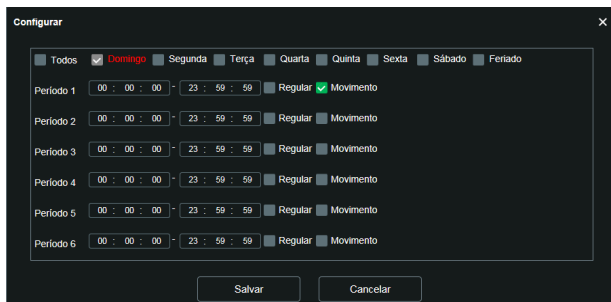 Configurar
Todos Domingo Segunda Terça Quarta Quinta Sexta Sábado Feriado
Período 1 00 : 00 : 00 - 23 : 59 : 59 Regular Movimento
Período 2 00 : 00 : 00 - 23 : 59 : 59 Regular Movimento
Período 3 00 : 00 : 00 - 23 : 59 : 59 Regular Movimento
Período 4 00 : 00 : 00 - 23 : 59 : 59 Regular Movimento
Período 5 00 : 00 : 00 - 23 : 59 : 59 Regular Movimento
Período 6 00 : 00 : 00 - 23 : 59 : 59 Regular Movimento
Salvar Cancelar